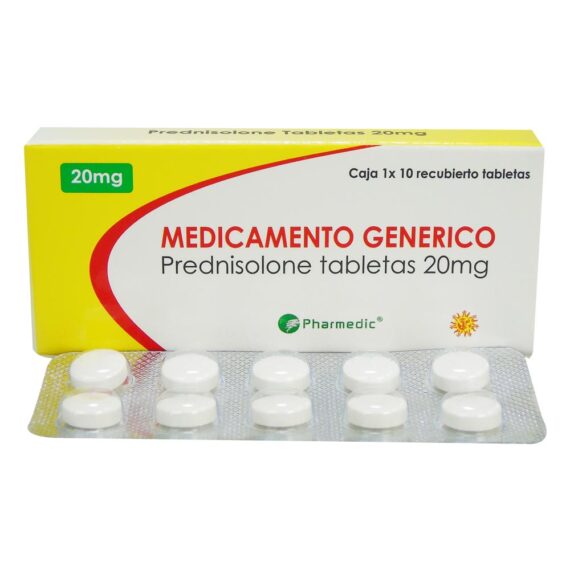 Prednisolone Tabletas 20mg
20mg
Caja 1x 10 recubierto tabletas
MEDICAMENTO GENERICO
Prednisolone tabletas 20mg
Pharmedic®